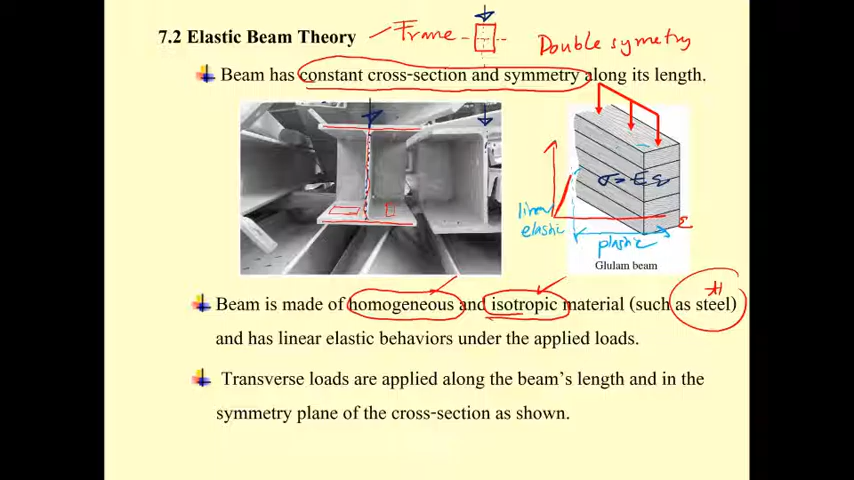 7.2 Elastic Beam Theory
Frame
Double symetry
Beam has constant cross-section and symmetry along its length.
σ = E ε
linear
elastic
plastic
ε
Glulam beam
Beam is made of homogeneous and isotropic material (such as steel)
and has linear elastic behaviors under the applied loads.
Transverse loads are applied along the beam's length and in the
symmetry plane of the cross-section as shown.